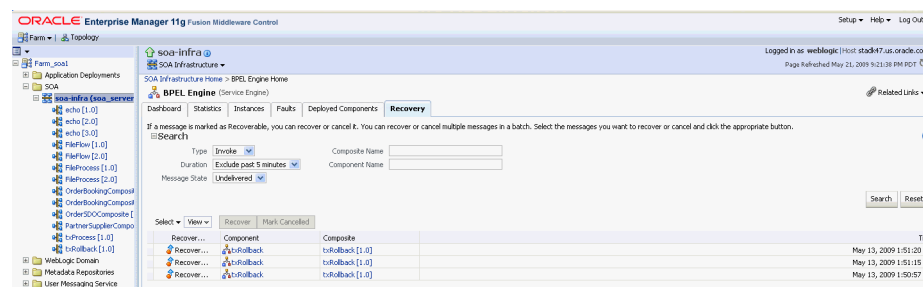 ORACLE Enterprise Manager 11g Fusion Middleware Control
Setup Help Log Out
Farm Topology
Farm_soa1
Application Deployments
SOA
soa-infra (soa_server
echo [1.0]
echo [2.0]
echo [3.0]
FileFlow [1.0]
FileFlow [2.0]
FileProcess [1.0]
FileProcess [2.0]
OrderBookingComposit
OrderBookingComposit
OrderSDOComposite [
PartnerSupplierCompo
txProcess [1.0]
txRollback [1.0]
WebLogic Domain
Metadata Repositories
User Messaging Service
soa-infra
Logged in as weblogic|Host stadk47.us.oracle.co
SOA Infrastructure
Page Refreshed May 21, 2009 9:21:38 PM PDT
SOA Infrastructure Home > BPEL Engine Home
BPEL Engine (Service Engine)
Related Links
Dashboard Statistics Instances Faults Deployed Components Recovery
If a message is marked as Recoverable, you can recover or cancel it. You can recover or cancel multiple messages in a batch. Select the messages you want to recover or cancel and click the appropriate button.
Search
Type Invoke Composite Name
Duration Exclude past 5 minutes Component Name
Message State Undelivered
Search Reset
Select View Recover Mark Cancelled
Recover... Component Composite
Recover... txRollback txRollback [1.0] May 13, 2009 1:51:20
Recover... txRollback txRollback [1.0] May 13, 2009 1:51:15
Recover... txRollback txRollback [1.0] May 13, 2009 1:50:57